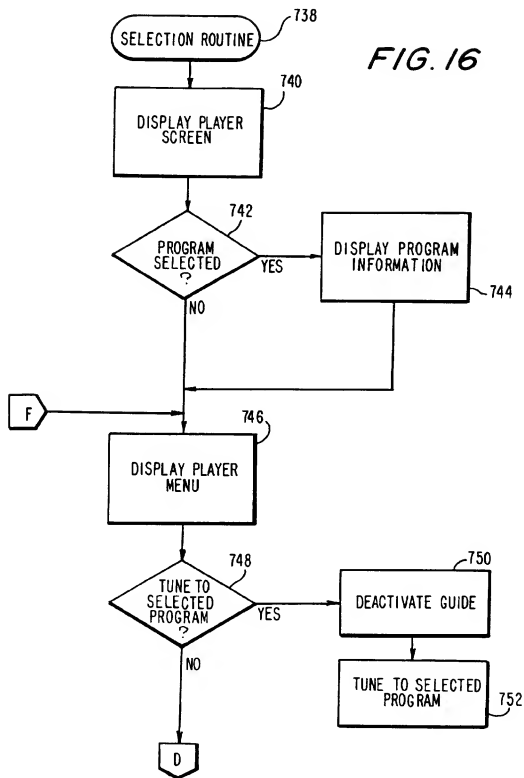 SELECTION ROUTINE
738
FIG. 16
740
DISPLAY PLAYER
SCREEN
742
PROGRAM
SELECTED
?
YES
NO
DISPLAY PROGRAM
INFORMATION
744
F
746
DISPLAY PLAYER
MENU
748
TUNE TO
SELECTED
PROGRAM
?
YES
NO
750
DEACTIVATE GUIDE
TUNE TO SELECTED
PROGRAM
752
D